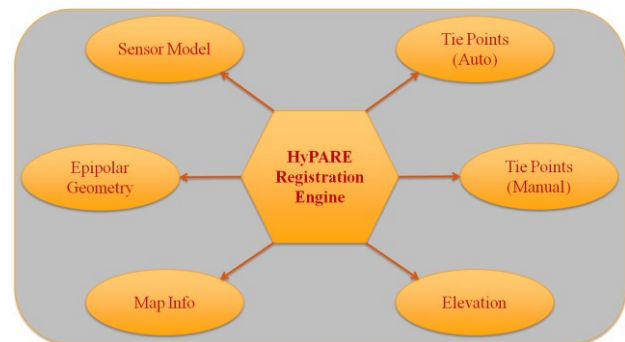 Sensor Model
Tie Points
(Auto)
Epipolar
Geometry
HyPARE
Registration
Engine
Tie Points
(Manual)
Map Info
Elevation